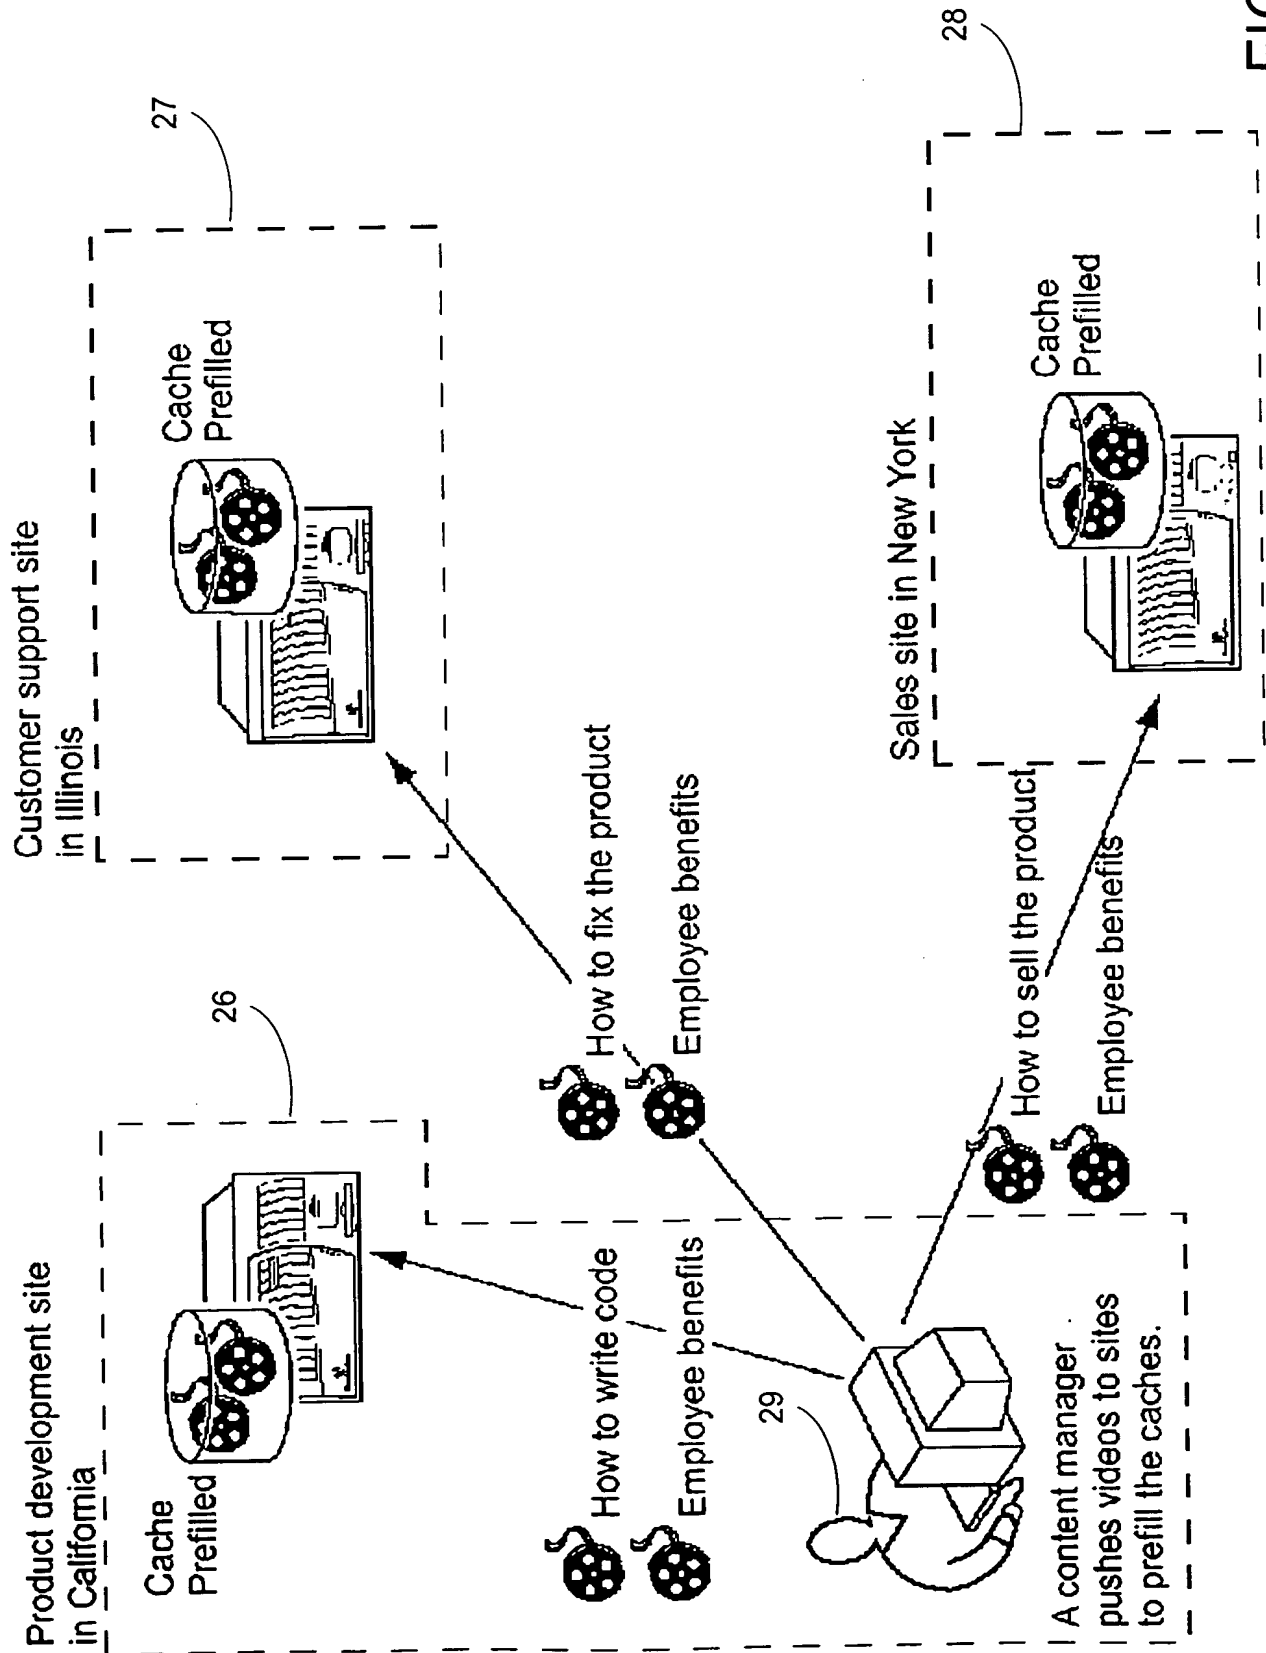 Product development site
in California
26
Cache
Prefilled
How to write code
Employee benefits
29
A content manager
pushes videos to sites
to prefill the caches.
Customer support site
in Illinois
27
Cache
Prefilled
How to fix the product
Employee benefits
Sales site in New York
28
Cache
Prefilled
How to sell the product
Employee benefits